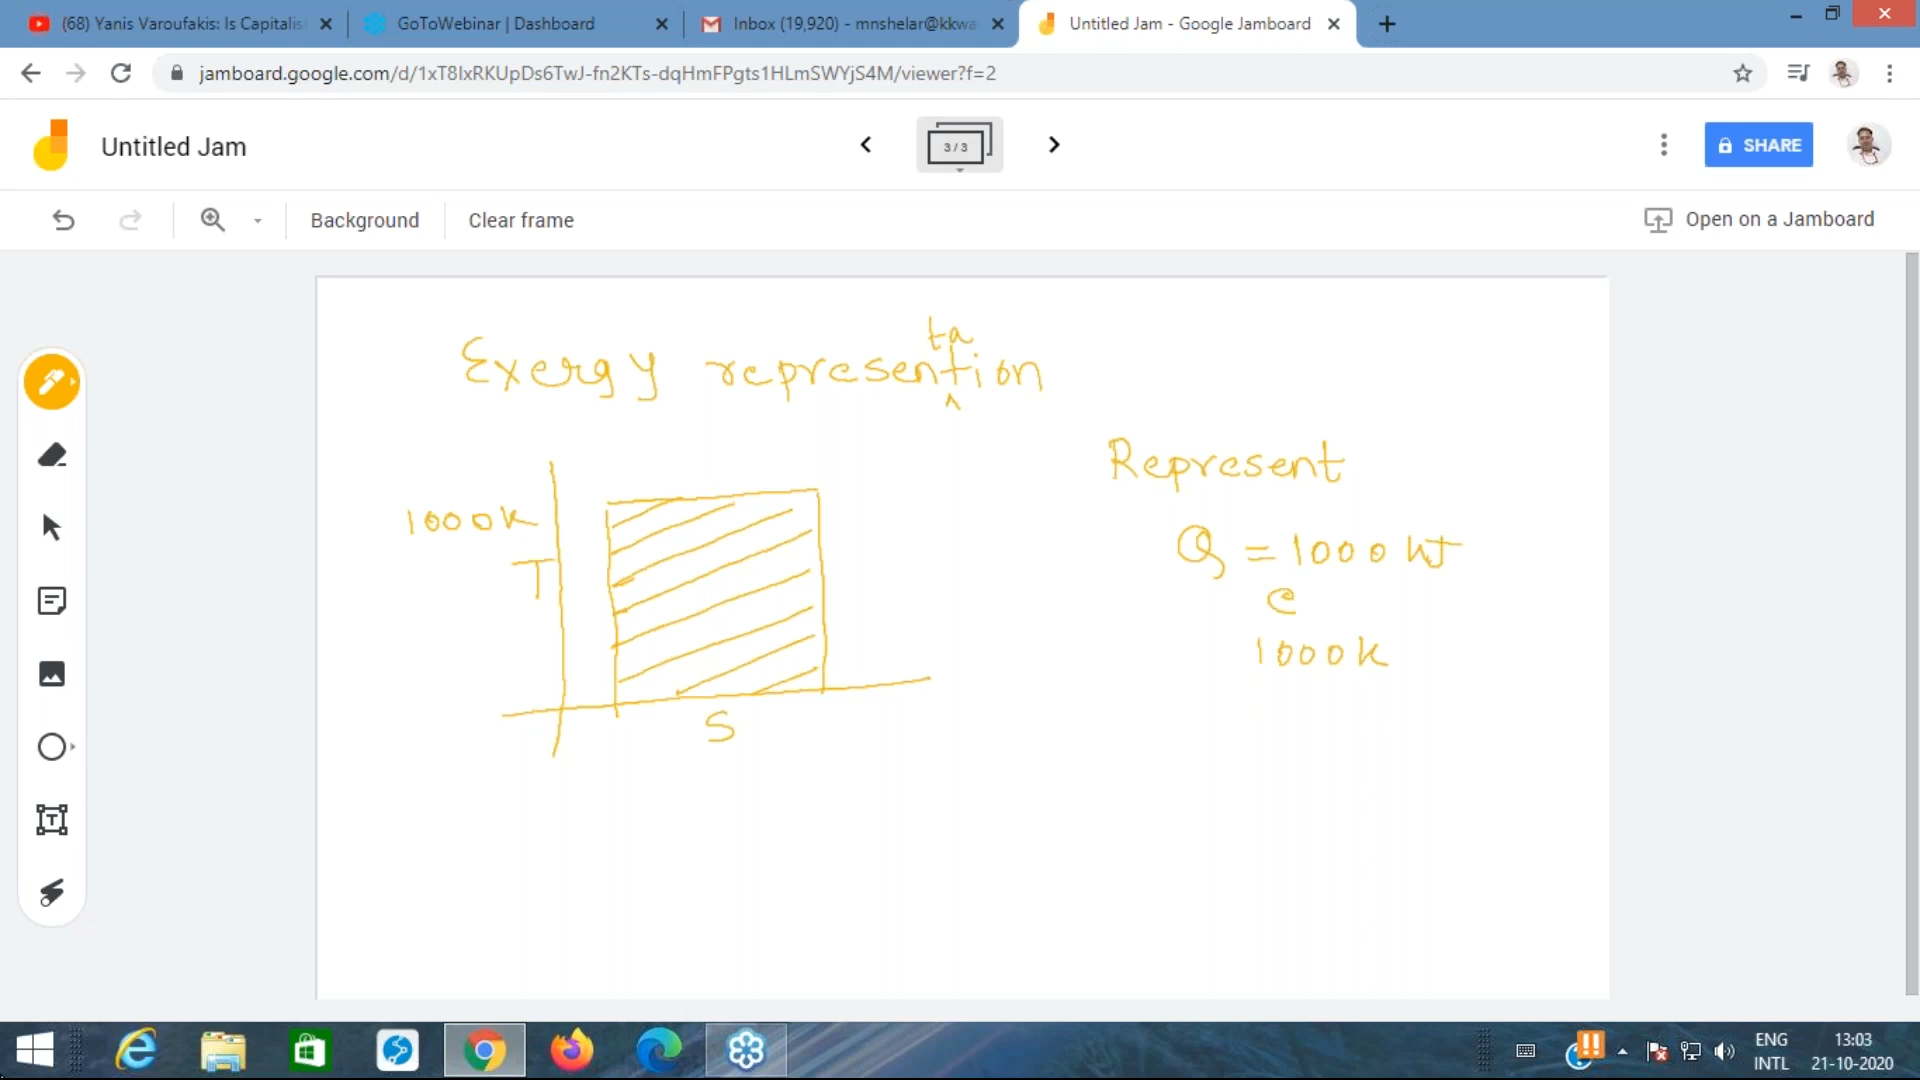 (68) Yanis Varoufakis: Is Capitalis
GoToWebinar | Dashboard
Inbox (19,920) - mnshelar@kkwa
Untitled Jam - Google Jamboard
jamboard.google.com/d/1xT8IxRKUpDs6TwJ-fn2KTs-dqHmFPgts1HLmSWYjS4M/viewer?f=2
Untitled Jam
3 / 3
SHARE
Background
Clear frame
Open on a Jamboard
ta
Exergy represention
^
Represent
1000K
T
S
Q = 1000 kJ
@
1000K
ENG
INTL
13:03
21-10-2020